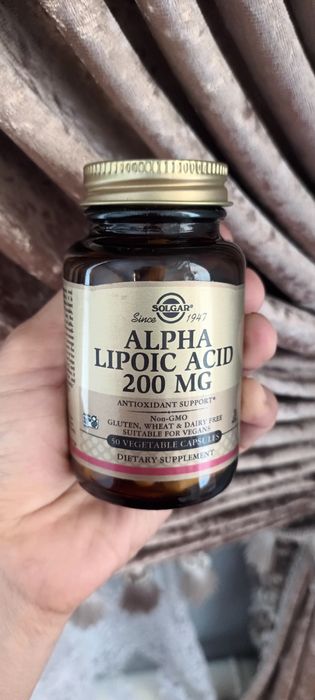 SOLGAR®
Since 1947
ALPHA
LIPOIC ACID
200 MG
ANTIOXIDANT SUPPORT*
Non-GMO
GLUTEN, WHEAT & DAIRY FREE
SUITABLE FOR VEGANS
50 VEGETABLE CAPSULES
DIETARY SUPPLEMENT